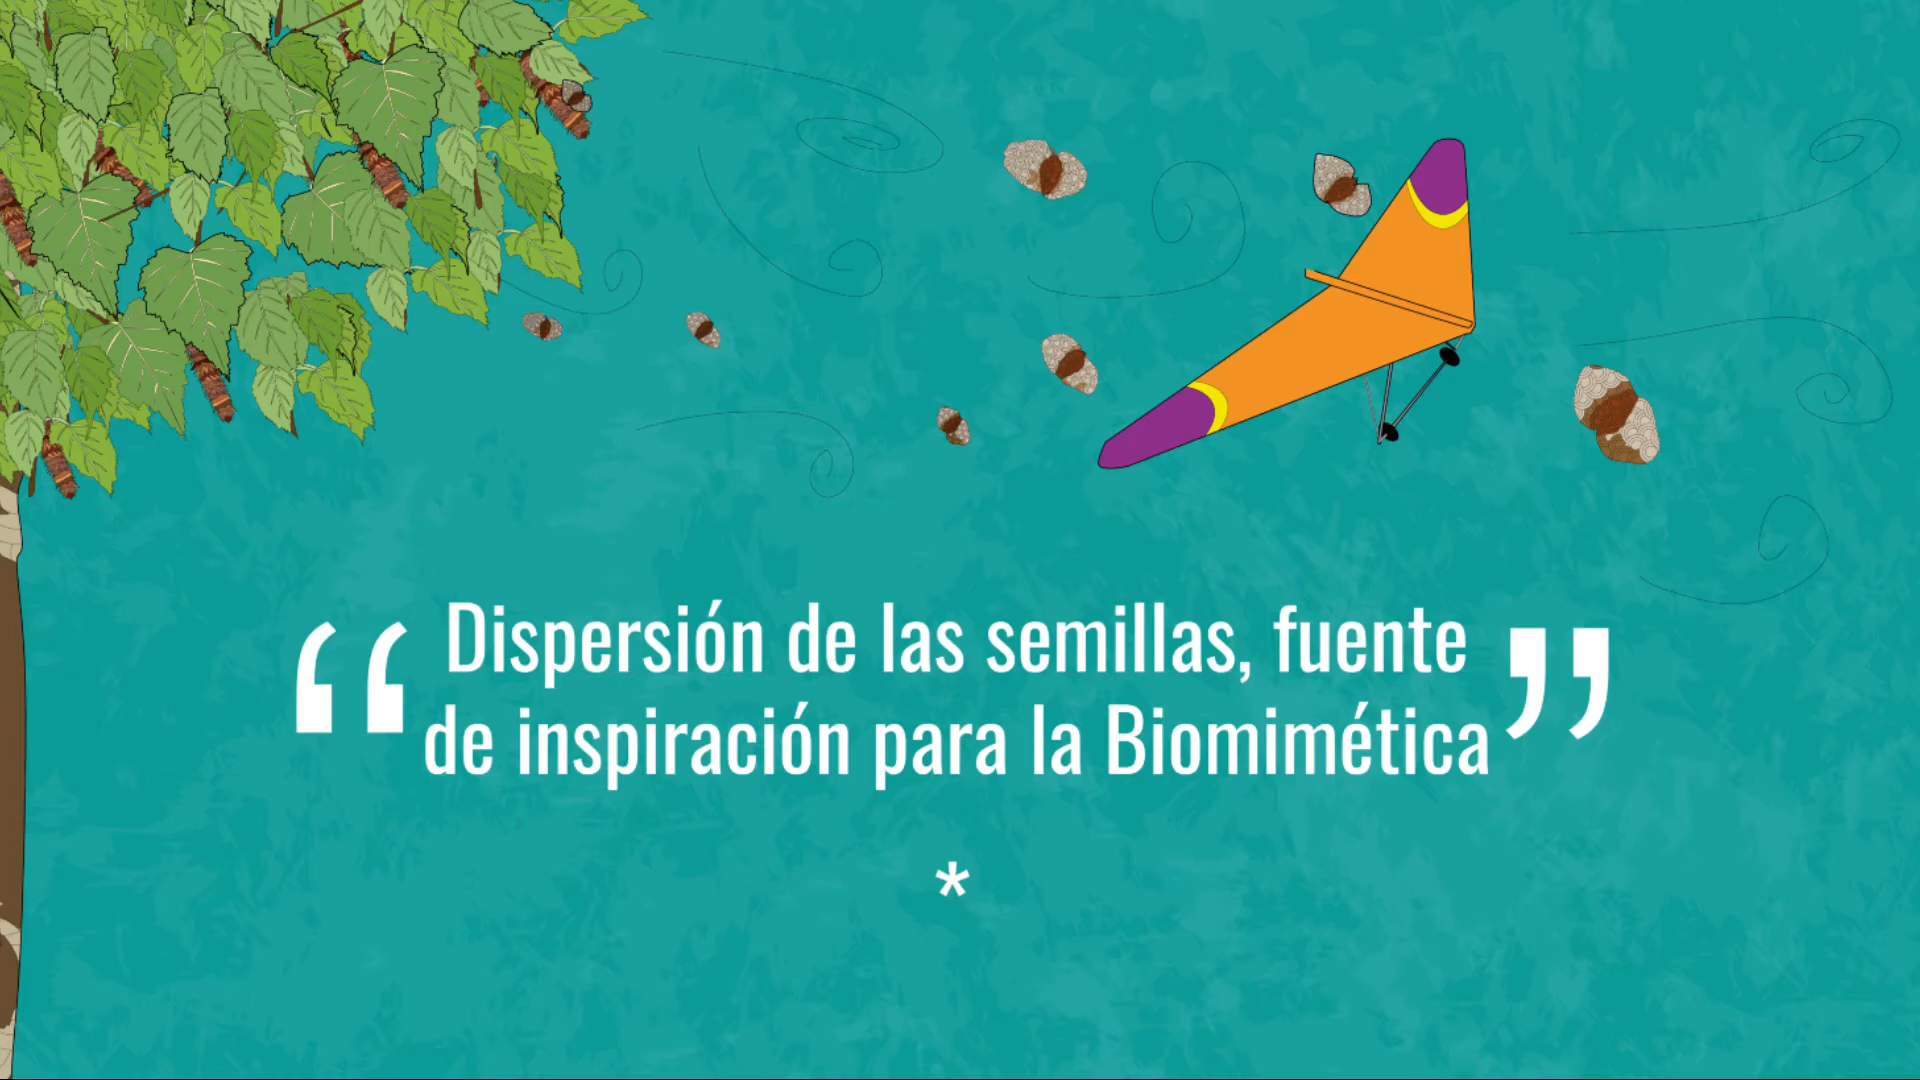 “Dispersión de las semillas, fuente
de inspiración para la Biomimética”
*